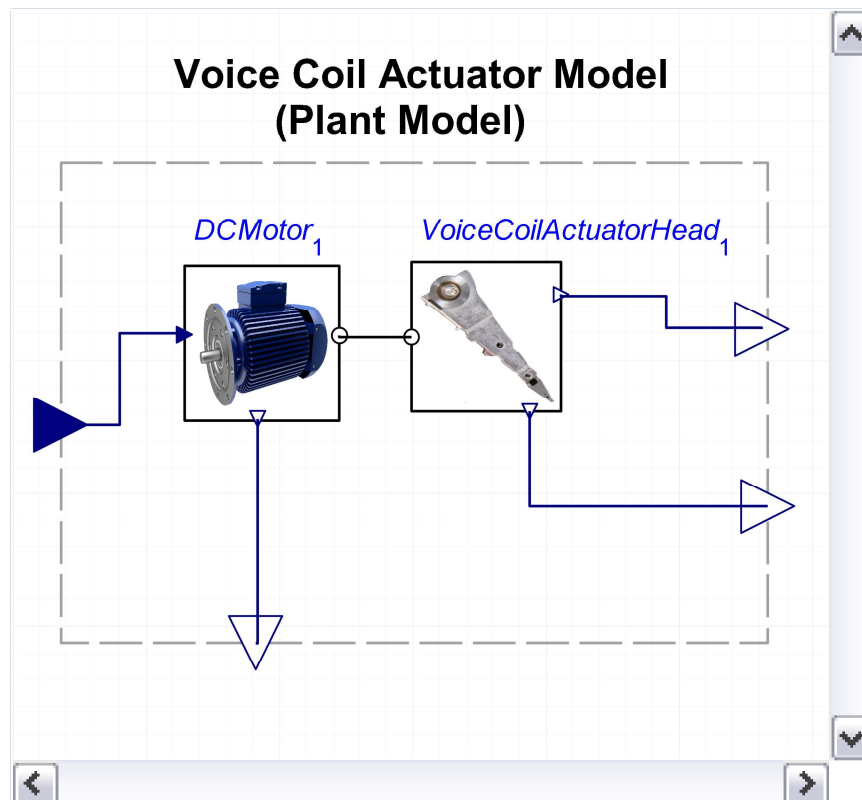 Voice Coil Actuator Model
(Plant Model)
DCMotor1
VoiceCoilActuatorHead1